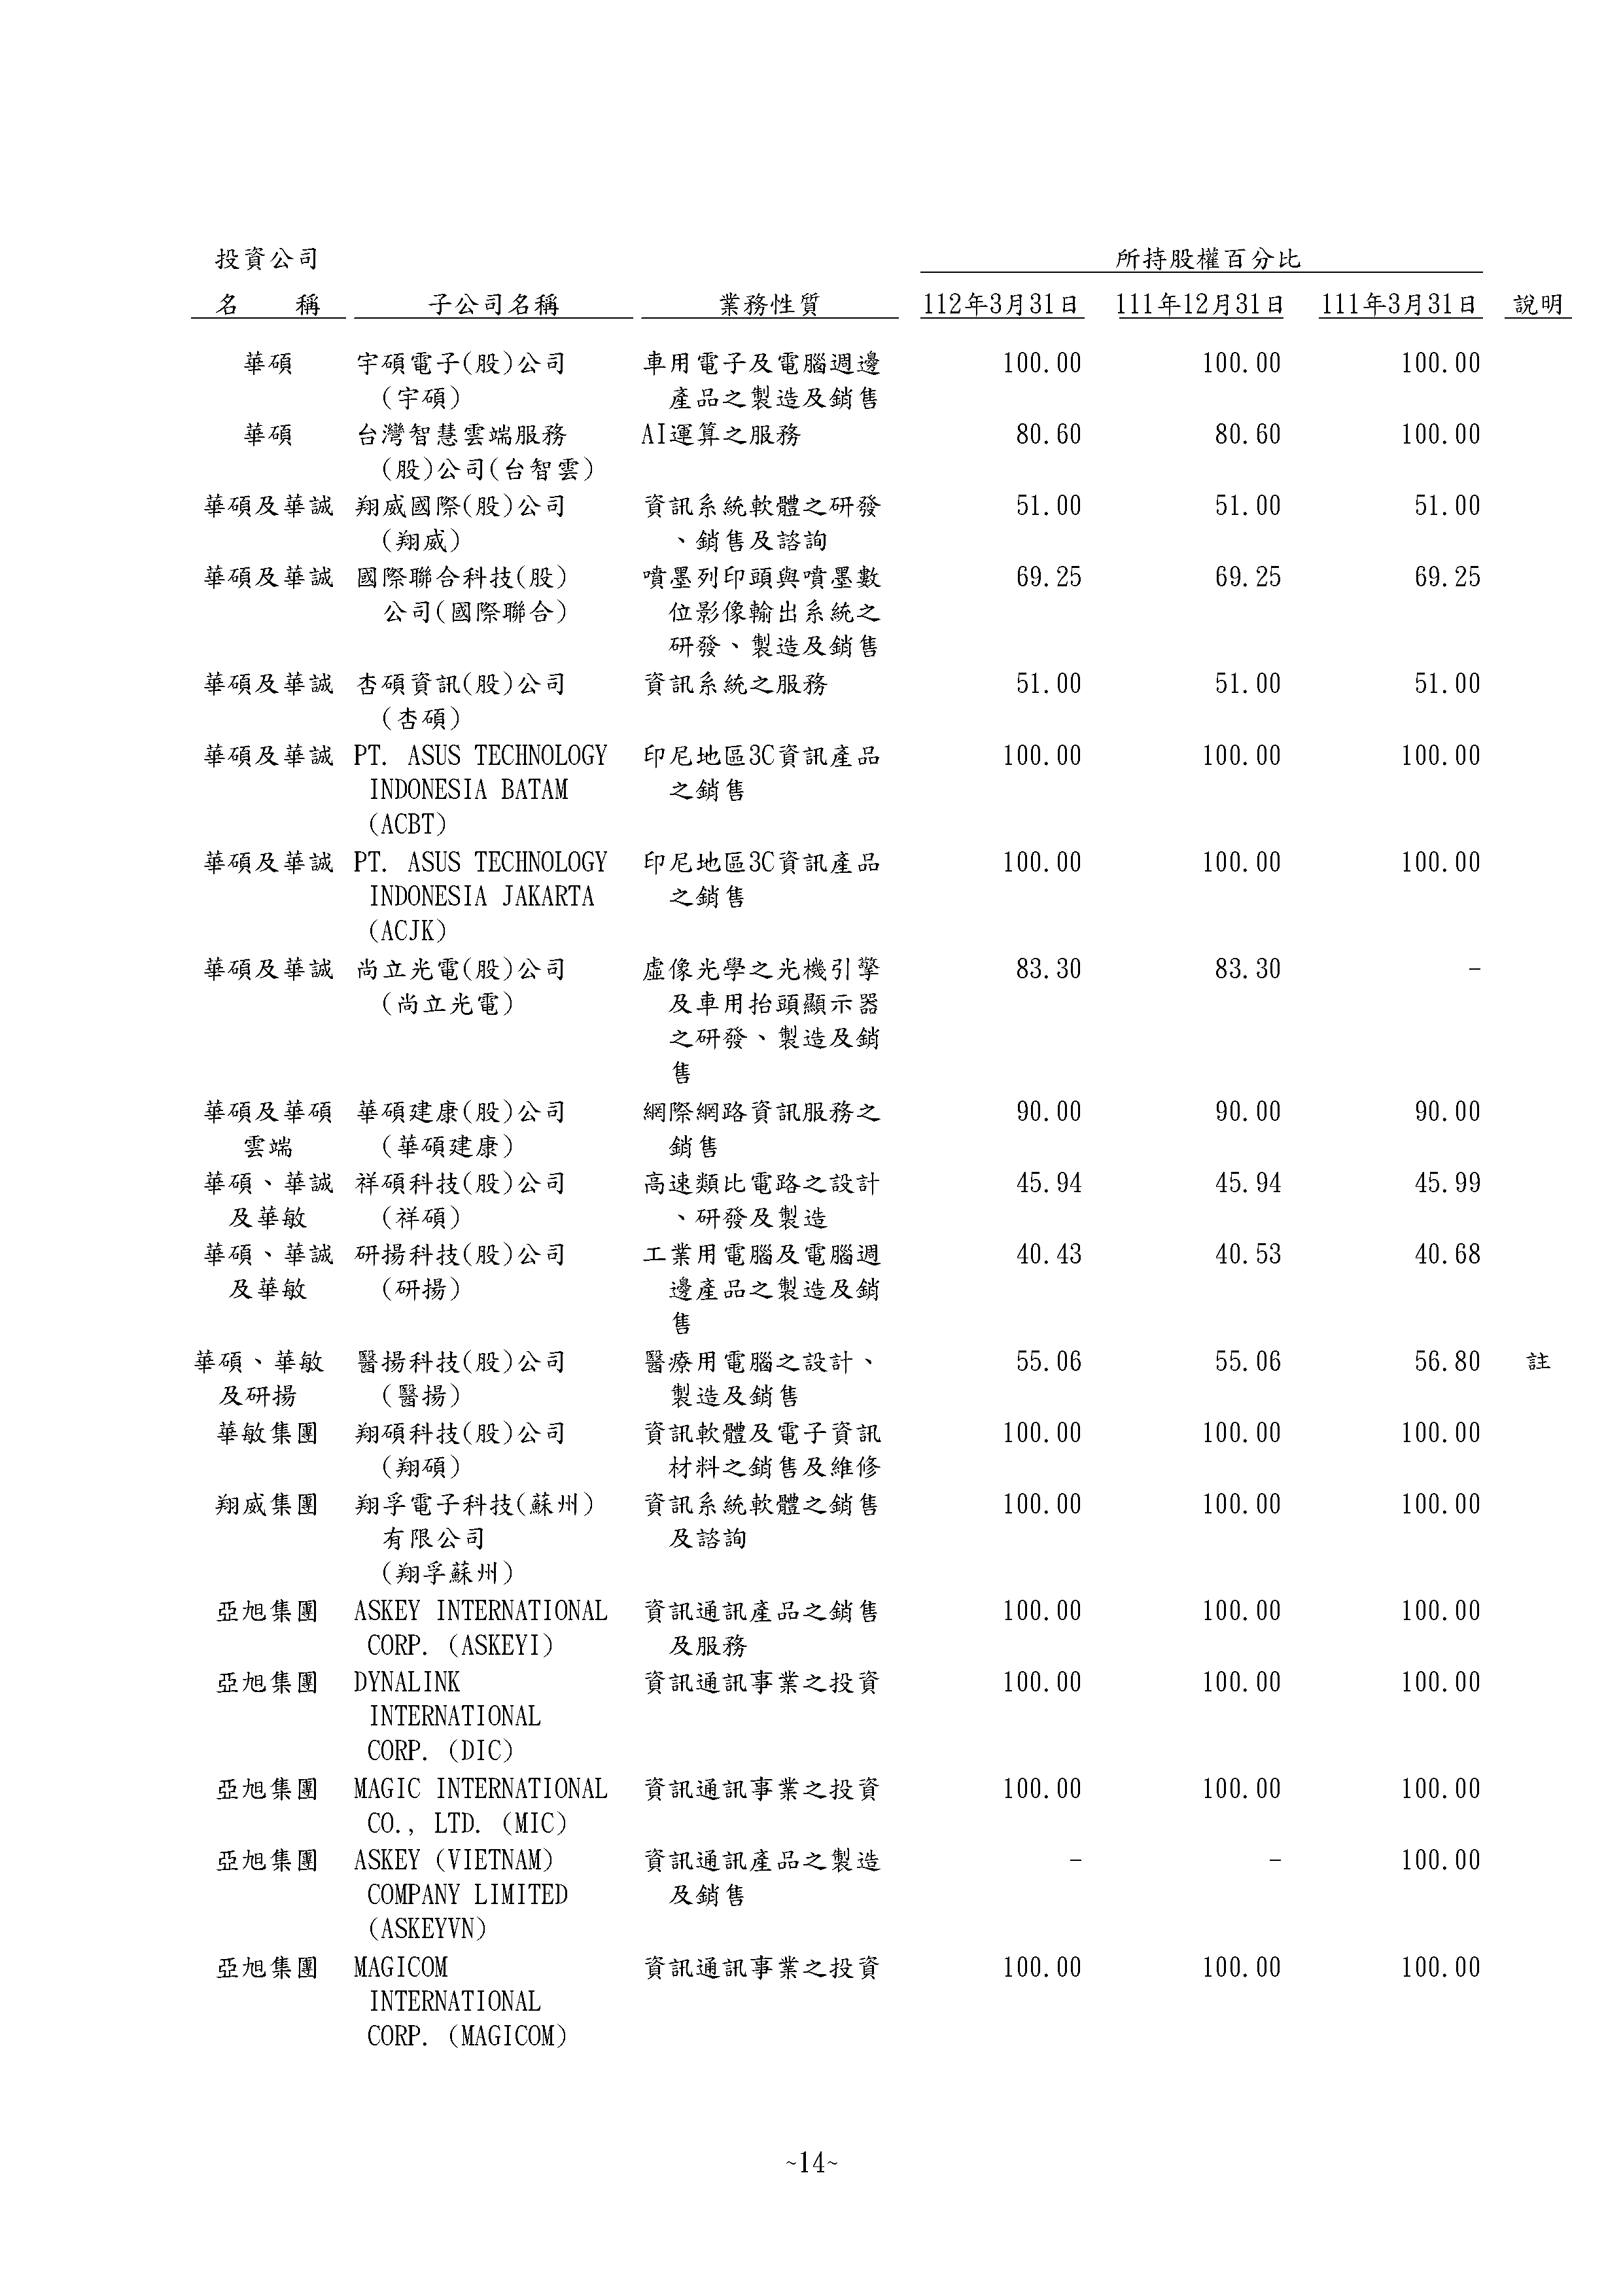 投資公司 所持股權百分比
名 稱 子公司名稱 業務性質 112年3月31日 111年12月31日 111年3月31日 說明
華碩 宇碩電子(股)公司 車用電子及電腦週邊 100.00 100.00 100.00
(宇碩) 產品之製造及銷售
華碩 台灣智慧雲端服務 AI運算之服務 80.60 80.60 100.00
(股)公司(台智雲)
華碩及華誠 翔威國際(股)公司 資訊系統軟體之研發 51.00 51.00 51.00
(翔威) 、銷售及諮詢
華碩及華誠 國際聯合科技(股) 噴墨列印頭與噴墨數 69.25 69.25 69.25
公司(國際聯合) 位影像輸出系統之
研發、製造及銷售
華碩及華誠 杏碩資訊(股)公司 資訊系統之服務 51.00 51.00 51.00
(杏碩)
華碩及華誠 PT. ASUS TECHNOLOGY 印尼地區3C資訊產品 100.00 100.00 100.00
INDONESIA BATAM 之銷售
(ACBT)
華碩及華誠 PT. ASUS TECHNOLOGY 印尼地區3C資訊產品 100.00 100.00 100.00
INDONESIA JAKARTA 之銷售
(ACJK)
華碩及華誠 尚立光電(股)公司 虛像光學之光機引擎 83.30 83.30 -
(尚立光電) 及車用抬頭顯示器
之研發、製造及銷
售
華碩及華碩 華碩健康(股)公司 網際網路資訊服務之 90.00 90.00 90.00
雲端 (華碩健康) 銷售
華碩、華誠 祥碩科技(股)公司 高速類比電路之設計 45.94 45.94 45.99
及華敏 (祥碩) 、研發及製造
華碩、華誠 研揚科技(股)公司 工業用電腦及電腦週 40.43 40.53 40.68
及華敏 (研揚) 邊產品之製造及銷
售
華碩、華敏 醫揚科技(股)公司 醫療用電腦之設計、 55.06 55.06 56.80 註
及研揚 (醫揚) 製造及銷售
華敏集團 翔碩科技(股)公司 資訊軟體及電子資訊 100.00 100.00 100.00
(翔碩) 材料之銷售及維修
翔威集團 翔孚電子科技(蘇州) 資訊系統軟體之銷售 100.00 100.00 100.00
有限公司 及諮詢
(翔孚蘇州)
亞旭集團 ASKEY INTERNATIONAL 資訊通訊產品之銷售 100.00 100.00 100.00
CORP. (ASKEYI) 及服務
亞旭集團 DYNALINK 資訊通訊事業之投資 100.00 100.00 100.00
INTERNATIONAL
CORP. (DIC)
亞旭集團 MAGIC INTERNATIONAL 資訊通訊事業之投資 100.00 100.00 100.00
CO., LTD. (MIC)
亞旭集團 ASKEY (VIETNAM) 資訊通訊產品之製造 - - 100.00
COMPANY LIMITED 及銷售
(ASKEYVN)
亞旭集團 MAGICOM 資訊通訊事業之投資 100.00 100.00 100.00
INTERNATIONAL
CORP. (MAGICOM)
~14~